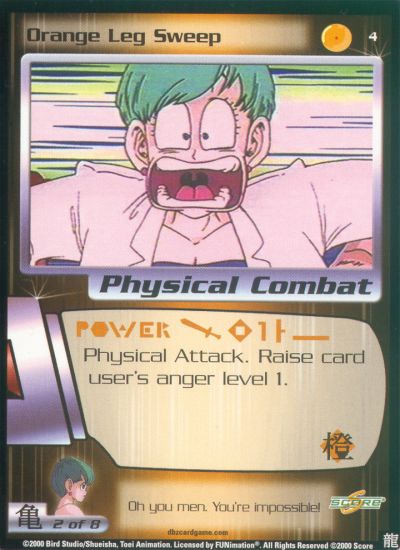 Orange Leg Sweep
4
Physical Combat
POWER
Physical Attack. Raise card
user's anger level 1.
橙
亀 2 of 8
Oh you men. You're impossible!
SCORE
dbzcardgame.com
©2000 Bird Studio/Shueisha, Toei Animation. Licensed by FUNimation®. All Rights Reserved ©2000 Score
龍